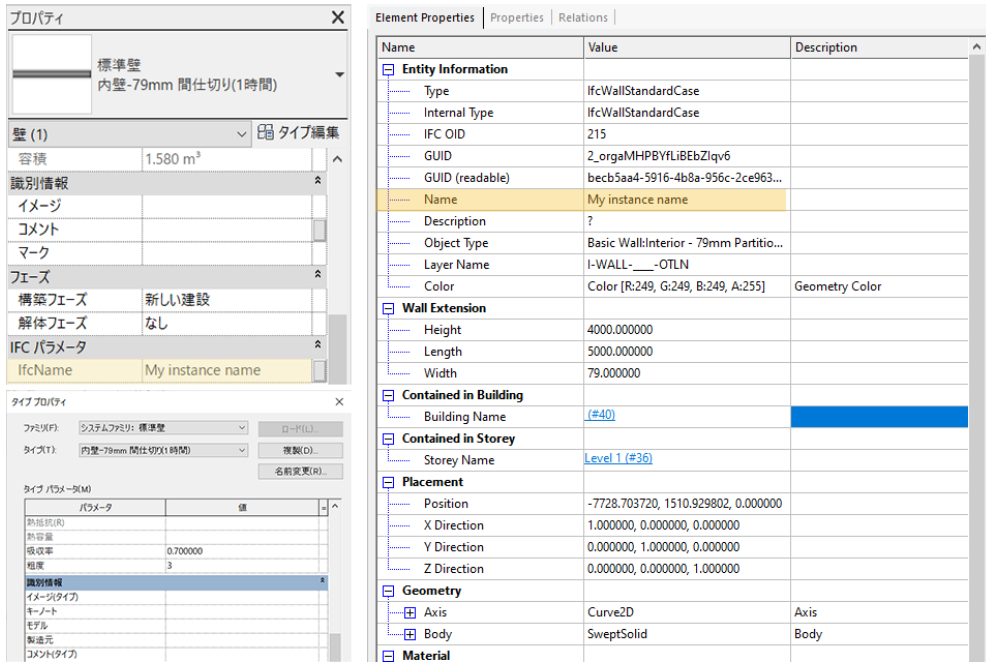 プロパティ
標準壁
内壁-79mm 間仕切り(1時間)
壁 (1)
タイプ編集
容積 1.580 m³
識別情報
イメージ
コメント
マーク
フェーズ
構築フェーズ 新しい建設
解体フェーズ なし
IFC パラメータ
IfcName My instance name
タイプ プロパティ
ファミリ(F): システムファミリ: 標準壁 ロード(L)...
タイプ(T): 内壁-79mm 間仕切り(1時間) 複製(D)...
名前変更(R)...
タイプ パラメータ(M)
パラメータ 値 =
熱抵抗(R)
熱容量
吸収率 0.700000
粗度 3
識別情報
イメージ(タイプ)
キーノート
モデル
製造元
コメント(タイプ)
Element Properties Properties Relations
Name Value Description
Entity Information
Type IfcWallStandardCase
Internal Type IfcWallStandardCase
IFC OID 215
GUID 2_orgaMHPBYfLiBEbZIqv6
GUID (readable) becb5aa4-5916-4b8a-956c-2ce963...
Name My instance name
Description ?
Object Type Basic Wall:Interior - 79mm Partitio...
Layer Name I-WALL-___-OTLN
Color Color [R:249, G:249, B:249, A:255] Geometry Color
Wall Extension
Height 4000.000000
Length 5000.000000
Width 79.000000
Contained in Building
Building Name (#40)
Contained in Storey
Storey Name Level 1 (#36)
Placement
Position -7728.703720, 1510.929802, 0.000000
X Direction 1.000000, 0.000000, 0.000000
Y Direction 0.000000, 1.000000, 0.000000
Z Direction 0.000000, 0.000000, 1.000000
Geometry
Axis Curve2D Axis
Body SweptSolid Body
Material